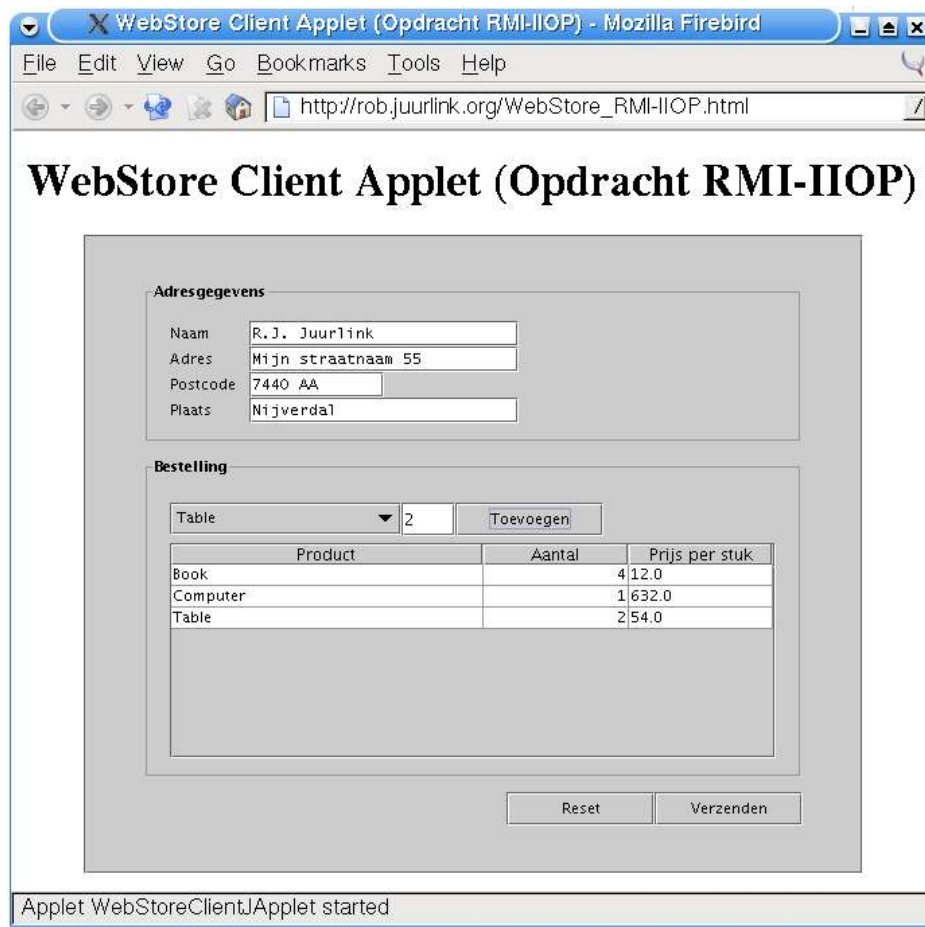 WebStore Client Applet (Opdracht RMI-IIOP) - Mozilla Firebird
File Edit View Go Bookmarks Tools Help
http://rob.juurlink.org/WebStore_RMI-IIOP.html
WebStore Client Applet (Opdracht RMI-IIOP)
Adresgegevens
Naam R.J. Juurlink
Adres Mijn straatnaam 55
Postcode 7440 AA
Plaats Nijverdal
Bestelling
Table 2 Toevoegen
Product Aantal Prijs per stuk
Book 4 12.0
Computer 1 632.0
Table 2 54.0
Reset Verzenden
Applet WebStoreClientJApplet started